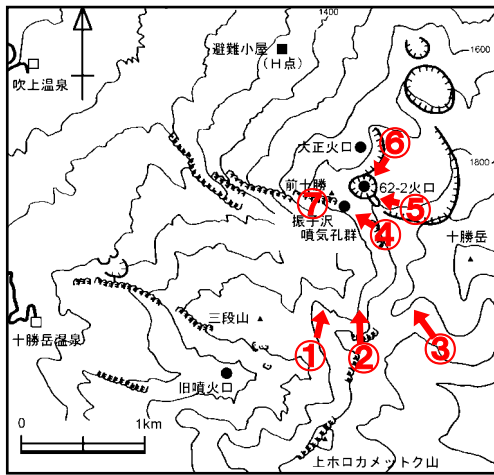 1400
避難小屋
(H点)
1600
吹上温泉
⑥
大正火口
1800
62-2火口
前十勝
⑦
⑤
振子沢
噴気孔群
④
十勝岳
三段山
十勝岳温泉
①
②
③
旧噴火口
0
1km
上ホロカメットク山